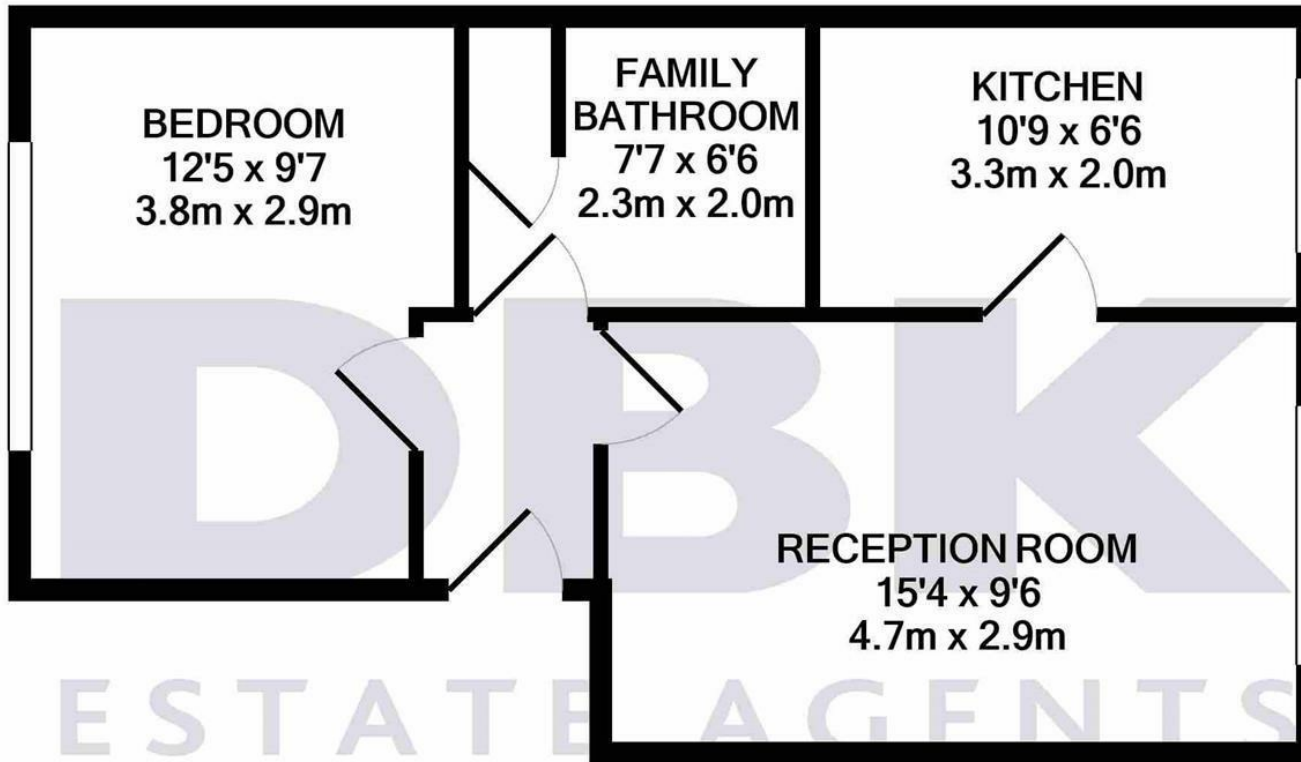 BEDROOM
12'5 x 9'7
3.8m x 2.9m
FAMILY
BATHROOM
7'7 x 6'6
2.3m x 2.0m
KITCHEN
10'9 x 6'6
3.3m x 2.0m
RECEPTION ROOM
15'4 x 9'6
4.7m x 2.9m
DBK
ESTATE AGENTS